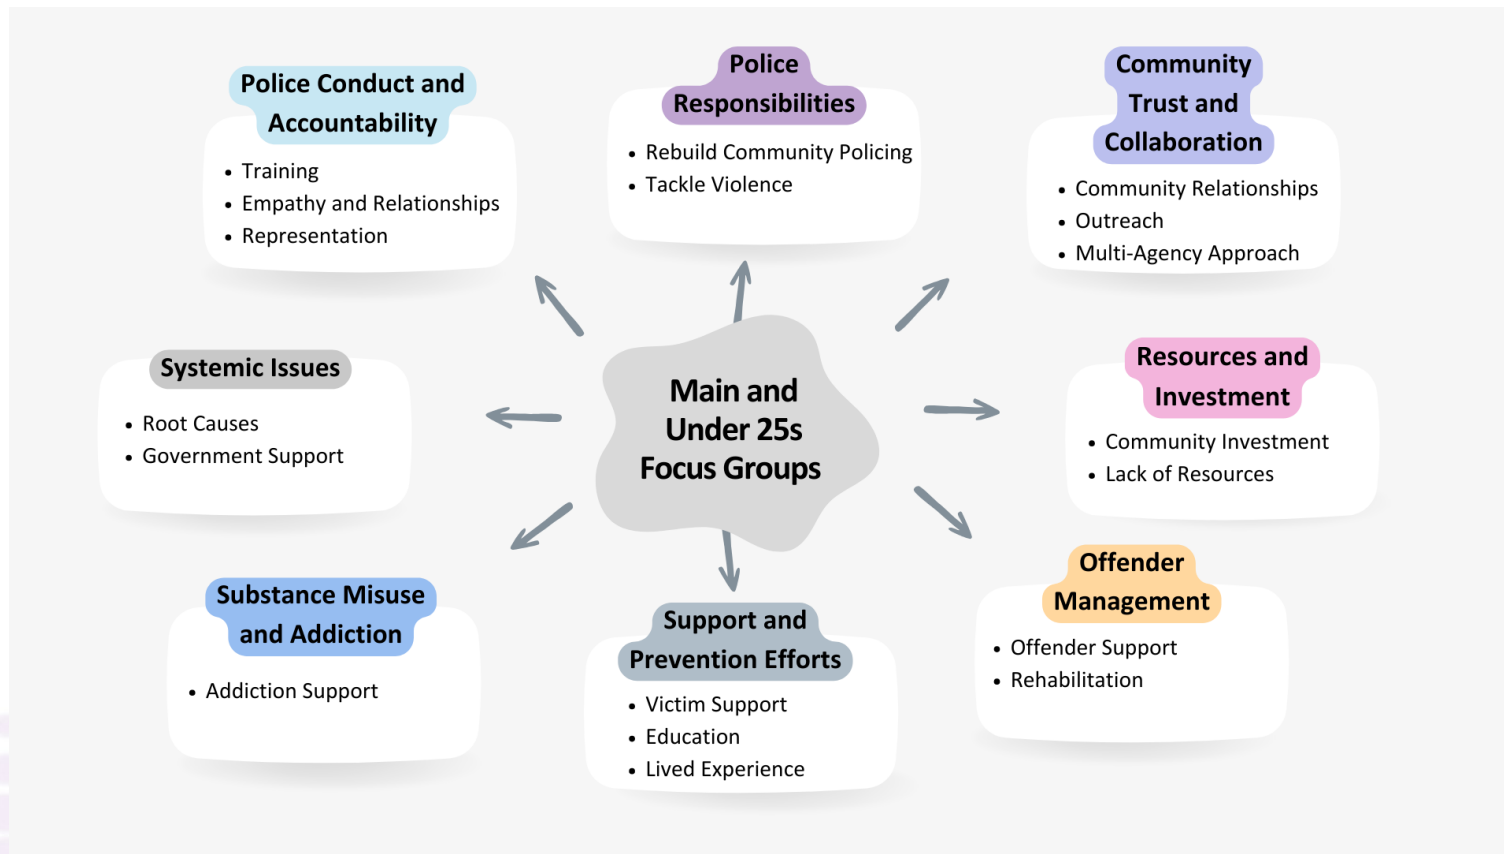 Police Conduct and
Accountability
• Training
• Empathy and Relationships
• Representation
Police
Responsibilities
• Rebuild Community Policing
• Tackle Violence
Community
Trust and
Collaboration
• Community Relationships
• Outreach
• Multi-Agency Approach
Systemic Issues
• Root Causes
• Government Support
Main and
Under 25s
Focus Groups
Resources and
Investment
• Community Investment
• Lack of Resources
Substance Misuse
and Addiction
• Addiction Support
Support and
Prevention Efforts
• Victim Support
• Education
• Lived Experience
Offender
Management
• Offender Support
• Rehabilitation